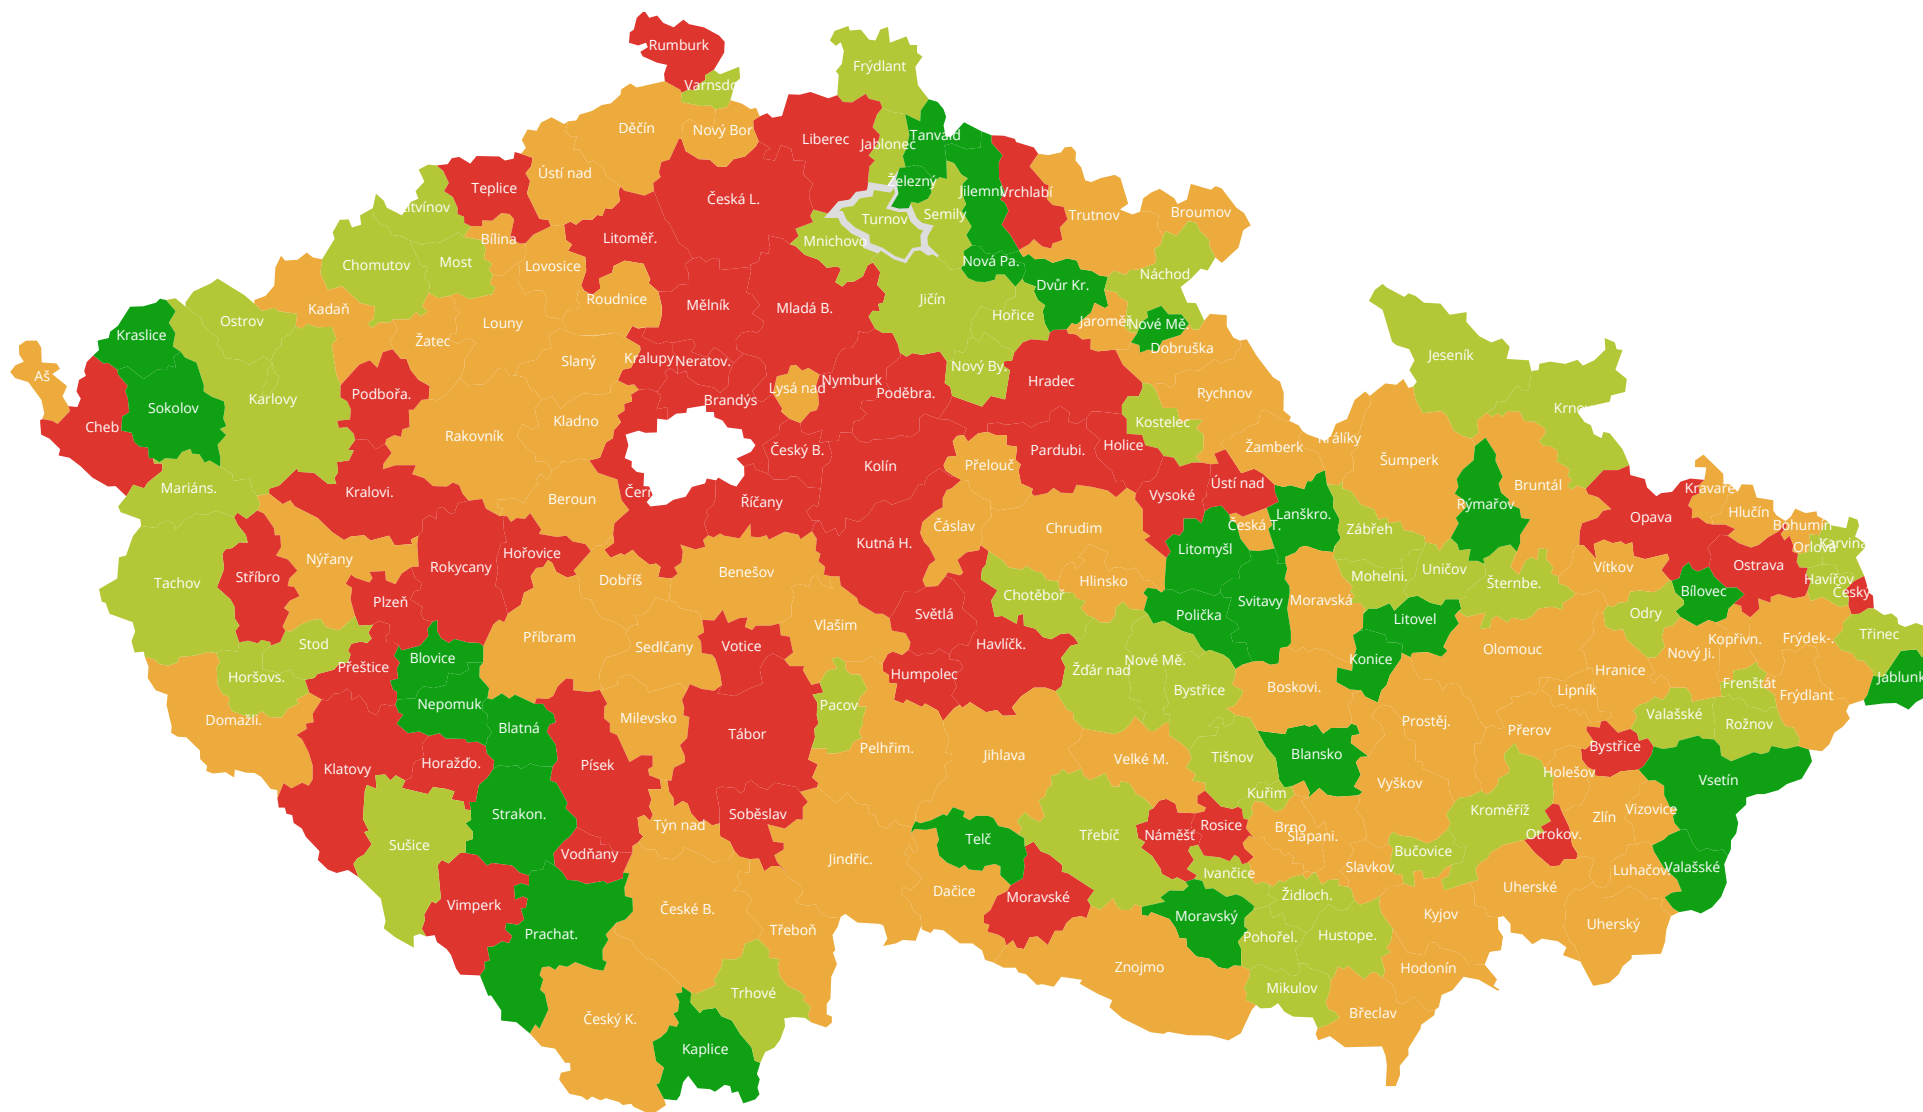 Rumburk
Frýdlant
Děčín
Nový Bor
Liberec
Tanvald
Jablonec
Ústí nad
Teplice
Železný
Jilemni.
Vrchlabí
Česká L.
Turnov
Semily
Trutnov
Broumov
Bílina
Litoměř.
Mnichovo
Chomutov
Most
Lovosice
Nová Pa.
Náchod
Dvůr Kr.
Roudnice
Mělník
Mladá B.
Jičín
Kadaň
Ostrov
Louny
Hořice
Jaroměř
Nové Mě.
Kraslice
Žatec
Dobruška
Slaný
Kralupy
Neratov.
Nový By.
Jeseník
Aš
Podbořa.
Lysá nad
Nymburk
Poděbra.
Hradec
Rychnov
Sokolov
Karlovy
Brandýs
Cheb
Rakovník
Kladno
Kostelec
Český B.
Kolín
Přelouč
Pardubi.
Holice
Žamberk
Králíky
Šumperk
Mariáns.
Kralovi.
Beroun
Říčany
Vysoké
Ústí nad
Bruntál
Rýmařov
Kravaře
Čáslav
Chrudim
Česká T.
Lanškro.
Zábřeh
Opava
Hlučín
Bohumín
Orlová
Karviná
Nýřany
Rokycany
Hořovice
Kutná H.
Litomyšl
Tachov
Stříbro
Dobříš
Benešov
Hlinsko
Mohelni.
Uničov
Šternbe.
Vítkov
Ostrava
Havířov
Český
Plzeň
Chotěboř
Svitavy
Moravská
Bílovec
Vlašim
Světlá
Polička
Litovel
Odry
Příbram
Sedlčany
Votice
Havlíčk.
Stod
Blovice
Přeštice
Konice
Olomouc
Nový Ji.
Kopřivn.
Frýdek-.
Třinec
Horšovs.
Humpolec
Žďár nad
Nové Mě.
Bystřice
Boskovi.
Hranice
Lipník
Frenštát
Frýdlant
Jablunk
Domažli.
Nepomuk
Blatná
Milevsko
Tábor
Pacov
Pelhřim.
Jihlava
Velké M.
Tišnov
Blansko
Prostěj.
Přerov
Valašské
Rožnov
Bystřice
Klatovy
Horažďo.
Písek
Vyškov
Holešov
Vsetín
Kuřim
Strakon.
Soběslav
Týn nad
Sušice
Vodňany
Jindřic.
Telč
Třebíč
Náměšť
Rosice
Brno
Šlapani.
Slavkov
Bučovice
Kroměříž
Otrokov.
Zlín
Vizovice
Ivančice
Luhačov.
Valašské
Vimperk
České B.
Dačice
Moravské
Židloch.
Uherské
Prachat.
Třeboň
Moravský
Pohořel.
Hustope.
Kyjov
Uherský
Znojmo
Hodonín
Trhové
Mikulov
Český K.
Břeclav
Kaplice